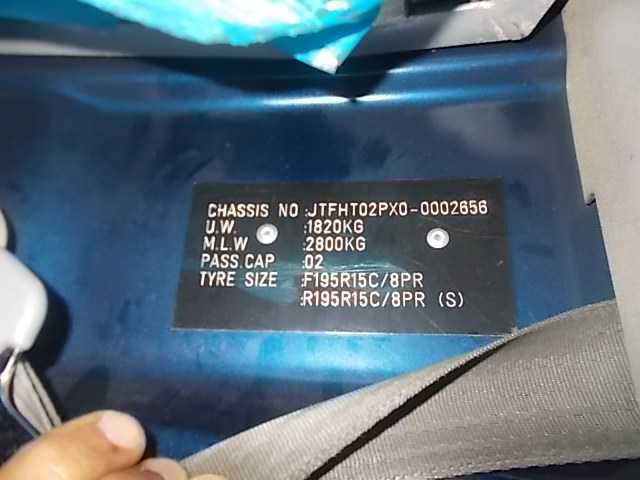 CHASSIS NO :JTFHT02PX0-0002656
U.W. :1820KG
M.L.W :2800KG
PASS.CAP :02
TYRE SIZE :F195R15C/8PR
:R195R15C/8PR (S)